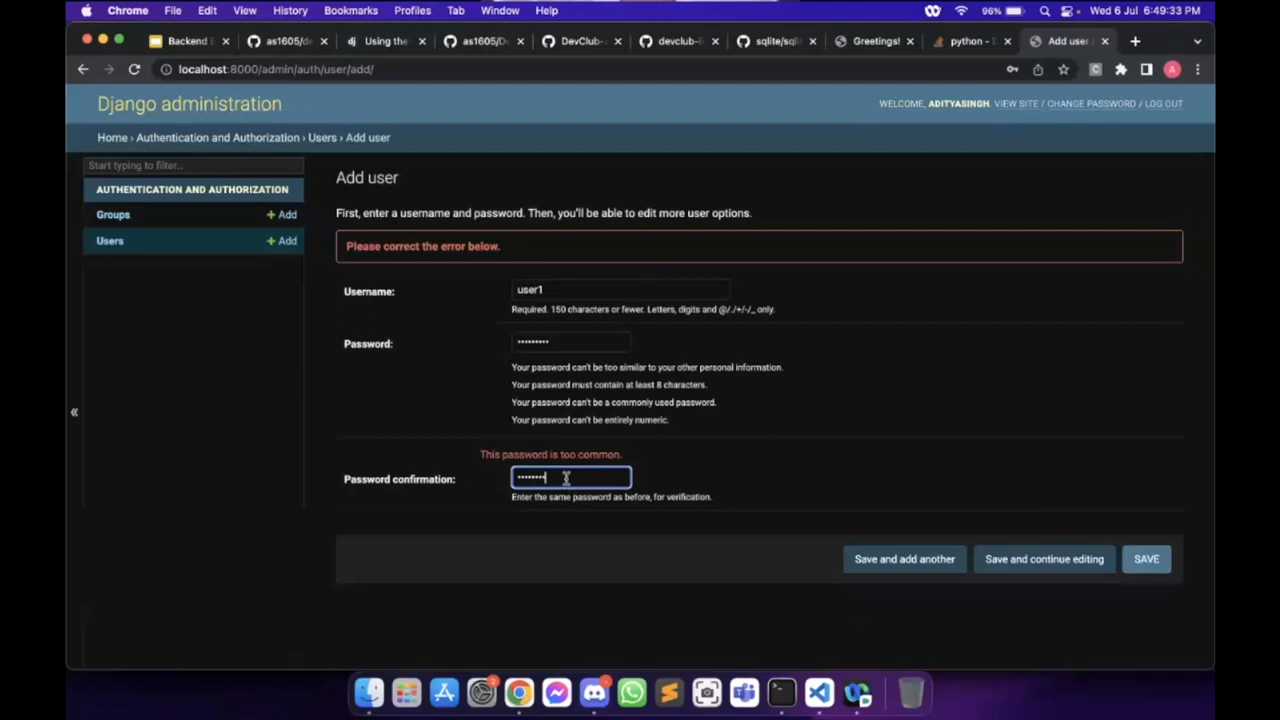 Chrome File Edit View History Bookmarks Profiles Tab Window Help 96% Wed 6 Jul 6:49:33 PM
Backend as1605/de Using the as1605/De DevClub- devclub- sqlite/sql Greetings! python - Add user
localhost:8000/admin/auth/user/add/
Django administration
WELCOME, ADITYASINGH. VIEW SITE / CHANGE PASSWORD / LOG OUT
Home › Authentication and Authorization › Users › Add user
Start typing to filter...
AUTHENTICATION AND AUTHORIZATION
Groups + Add
Users + Add
«
Add user
First, enter a username and password. Then, you'll be able to edit more user options.
Please correct the error below.
Username: user1
Required. 150 characters or fewer. Letters, digits and @/./+/-/_ only.
Password: •••••••••
Your password can't be too similar to your other personal information.
Your password must contain at least 8 characters.
Your password can't be a commonly used password.
Your password can't be entirely numeric.
This password is too common.
Password confirmation: ••••••••
Enter the same password as before, for verification.
Save and add another Save and continue editing SAVE